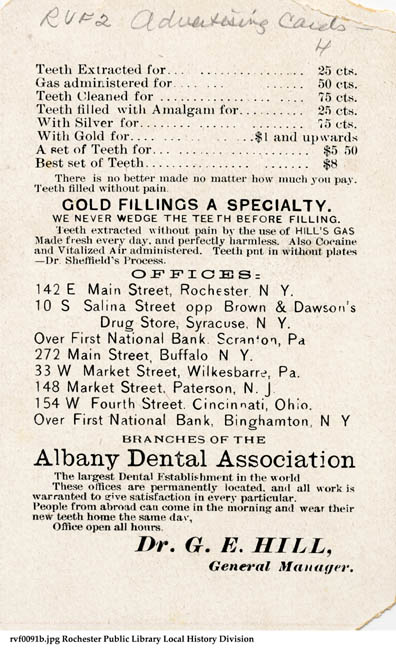 RVF2 Advertising Cards -
4
Teeth Extracted for... 25 cts.
Gas administered for... 50 cts.
Teeth Cleaned for... 75 cts.
Teeth filled with Amalgam for... 25 cts.
With Silver for... 75 cts.
With Gold for... $1 and upwards
A set of Teeth for... $5 50
Best set of Teeth... $8
There is no better made no matter how much you pay.
Teeth filled without pain.
GOLD FILLINGS A SPECIALTY.
WE NEVER WEDGE THE TEETH BEFORE FILLING.
Teeth extracted without pain by the use of HILL'S GAS
Made fresh every day, and perfectly harmless. Also Cocaine
and Vitalized Air administered. Teeth put in without plates
—Dr. Sheffield's Process.
OFFICES:
142 E Main Street, Rochester, N Y.
10 S Salina Street opp Brown & Dawson's
Drug Store, Syracuse, N. Y.
Over First National Bank. Scranton, Pa
272 Main Street, Buffalo N Y.
33 W Market Street, Wilkesbarre, Pa.
148 Market Street, Paterson, N. J.
154 W Fourth Street. Cincinnati, Ohio.
Over First National Bank, Binghamton, N Y
BRANCHES OF THE
Albany Dental Association
The largest Dental Establishment in the world
These offices are permanently located, and all work is
warranted to give satisfaction in every particular.
People from abroad can come in the morning and wear their
new teeth home the same day,
Office open all hours.
Dr. G. E. HILL,
General Manager.
rvf0091b.jpg Rochester Public Library Local History Division